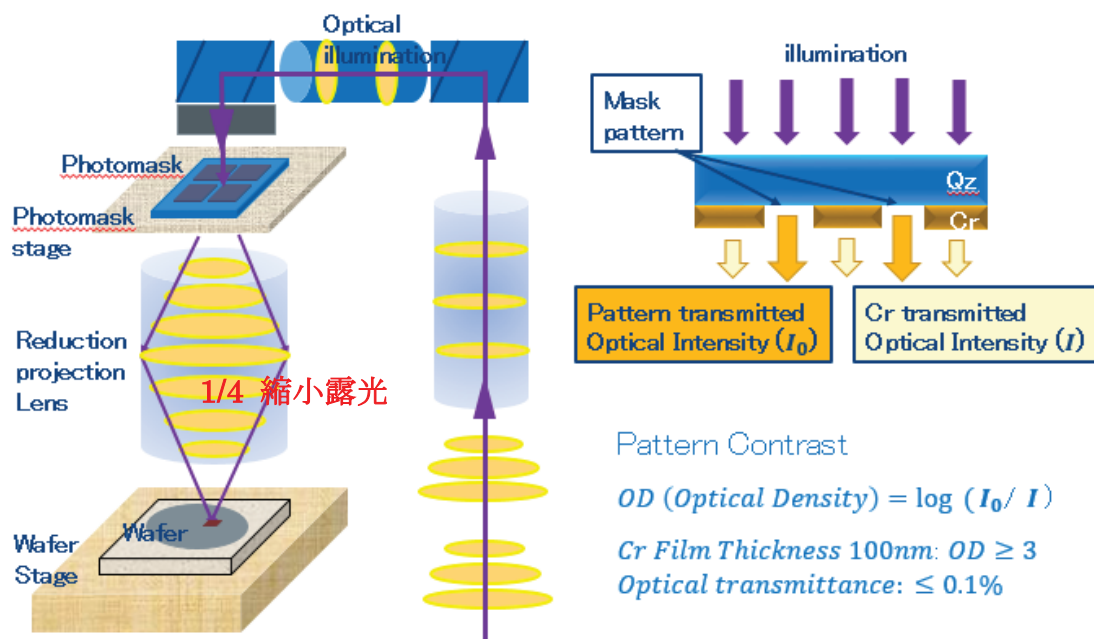 Optical
illumination
Photomask
Photomask
stage
Reduction
projection
Lens
1/4 縮小露光
Wafer
Wafer
Stage
illumination
Mask
pattern
Qz
Cr
Pattern transmitted
Optical Intensity (I₀)
Cr transmitted
Optical Intensity (I)
Pattern Contrast
OD (Optical Density) = log (I₀/ I)
Cr Film Thickness 100nm: OD ≥ 3
Optical transmittance: ≤ 0.1%